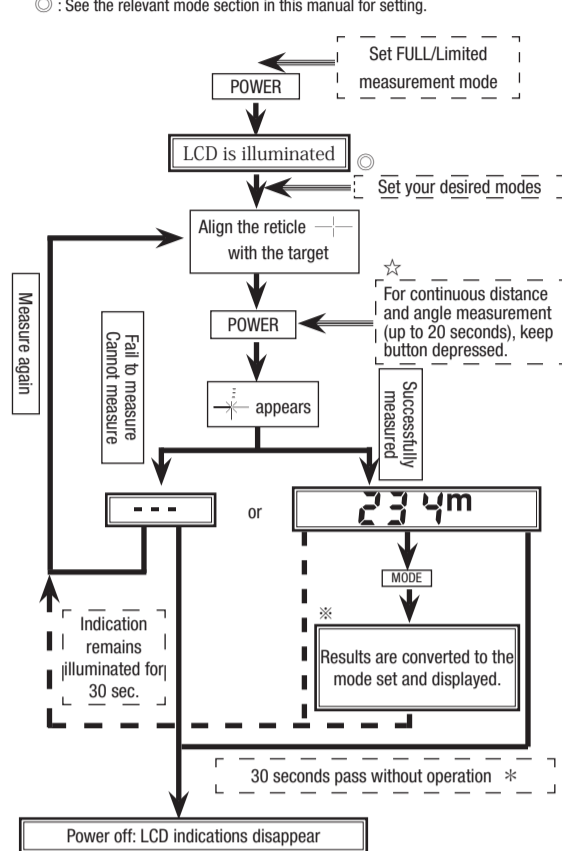 ◎ : See the relevant mode section in this manual for setting.
Set FULL/Limited
measurement mode
POWER
LCD is illuminated
◎
Set your desired modes
Align the reticle
with the target
☆
For continuous distance
and angle measurement
(up to 20 seconds), keep
button depressed.
POWER
Measure again
Fail to measure
Cannot measure
appears
Successfully
measured
- - -
or
234m
MODE
※
Results are converted to the
mode set and displayed.
Indication
remains
illuminated for
30 sec.
30 seconds pass without operation *
Power off: LCD indications disappear